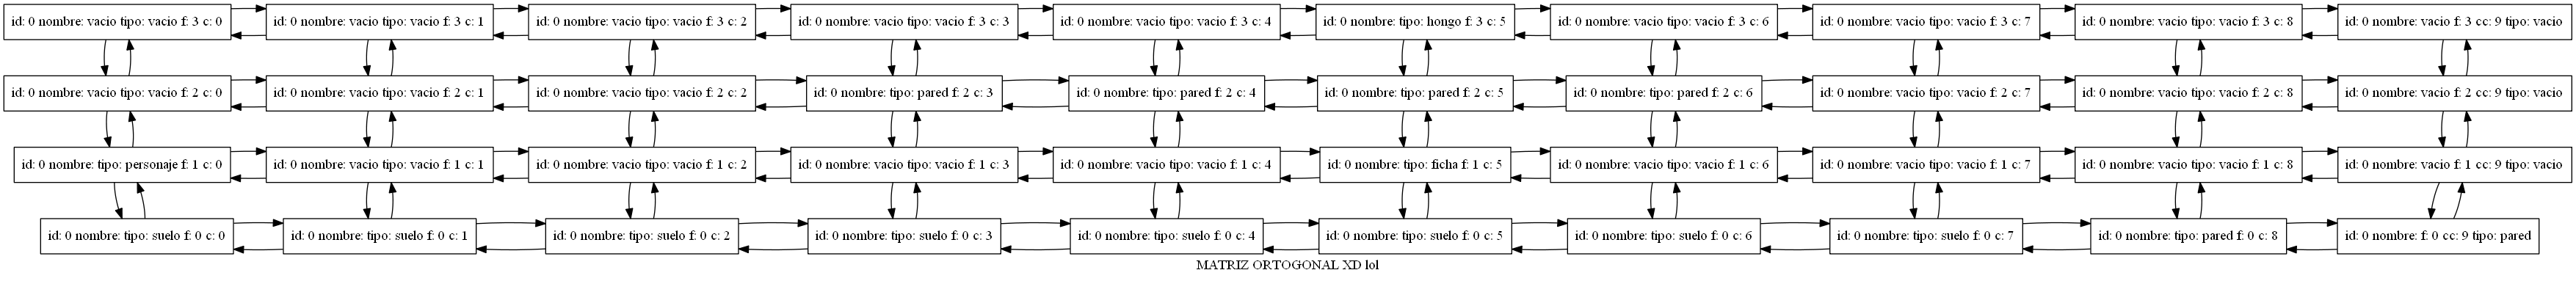 id: 0 nombre: vacio tipo: vacio f: 3 c: 0
id: 0 nombre: vacio tipo: vacio f: 3 c: 1
id: 0 nombre: vacio tipo: vacio f: 3 c: 2
id: 0 nombre: vacio tipo: vacio f: 3 c: 3
id: 0 nombre: vacio tipo: vacio f: 3 c: 4
id: 0 nombre: tipo: hongo f: 3 c: 5
id: 0 nombre: vacio tipo: vacio f: 3 c: 6
id: 0 nombre: vacio tipo: vacio f: 3 c: 7
id: 0 nombre: vacio tipo: vacio f: 3 c: 8
id: 0 nombre: vacio f: 3 cc: 9 tipo: vacio
id: 0 nombre: vacio tipo: vacio f: 2 c: 0
id: 0 nombre: vacio tipo: vacio f: 2 c: 1
id: 0 nombre: vacio tipo: vacio f: 2 c: 2
id: 0 nombre: tipo: pared f: 2 c: 3
id: 0 nombre: tipo: pared f: 2 c: 4
id: 0 nombre: tipo: pared f: 2 c: 5
id: 0 nombre: tipo: pared f: 2 c: 6
id: 0 nombre: vacio tipo: vacio f: 2 c: 7
id: 0 nombre: vacio tipo: vacio f: 2 c: 8
id: 0 nombre: vacio f: 2 cc: 9 tipo: vacio
id: 0 nombre: tipo: personaje f: 1 c: 0
id: 0 nombre: vacio tipo: vacio f: 1 c: 1
id: 0 nombre: vacio tipo: vacio f: 1 c: 2
id: 0 nombre: vacio tipo: vacio f: 1 c: 3
id: 0 nombre: vacio tipo: vacio f: 1 c: 4
id: 0 nombre: tipo: ficha f: 1 c: 5
id: 0 nombre: vacio tipo: vacio f: 1 c: 6
id: 0 nombre: vacio tipo: vacio f: 1 c: 7
id: 0 nombre: vacio tipo: vacio f: 1 c: 8
id: 0 nombre: vacio f: 1 cc: 9 tipo: vacio
id: 0 nombre: tipo: suelo f: 0 c: 0
id: 0 nombre: tipo: suelo f: 0 c: 1
id: 0 nombre: tipo: suelo f: 0 c: 2
id: 0 nombre: tipo: suelo f: 0 c: 3
id: 0 nombre: tipo: suelo f: 0 c: 4
id: 0 nombre: tipo: suelo f: 0 c: 5
id: 0 nombre: tipo: suelo f: 0 c: 6
id: 0 nombre: tipo: suelo f: 0 c: 7
id: 0 nombre: tipo: pared f: 0 c: 8
id: 0 nombre: f: 0 cc: 9 tipo: pared
MATRIZ ORTOGONAL XD lol